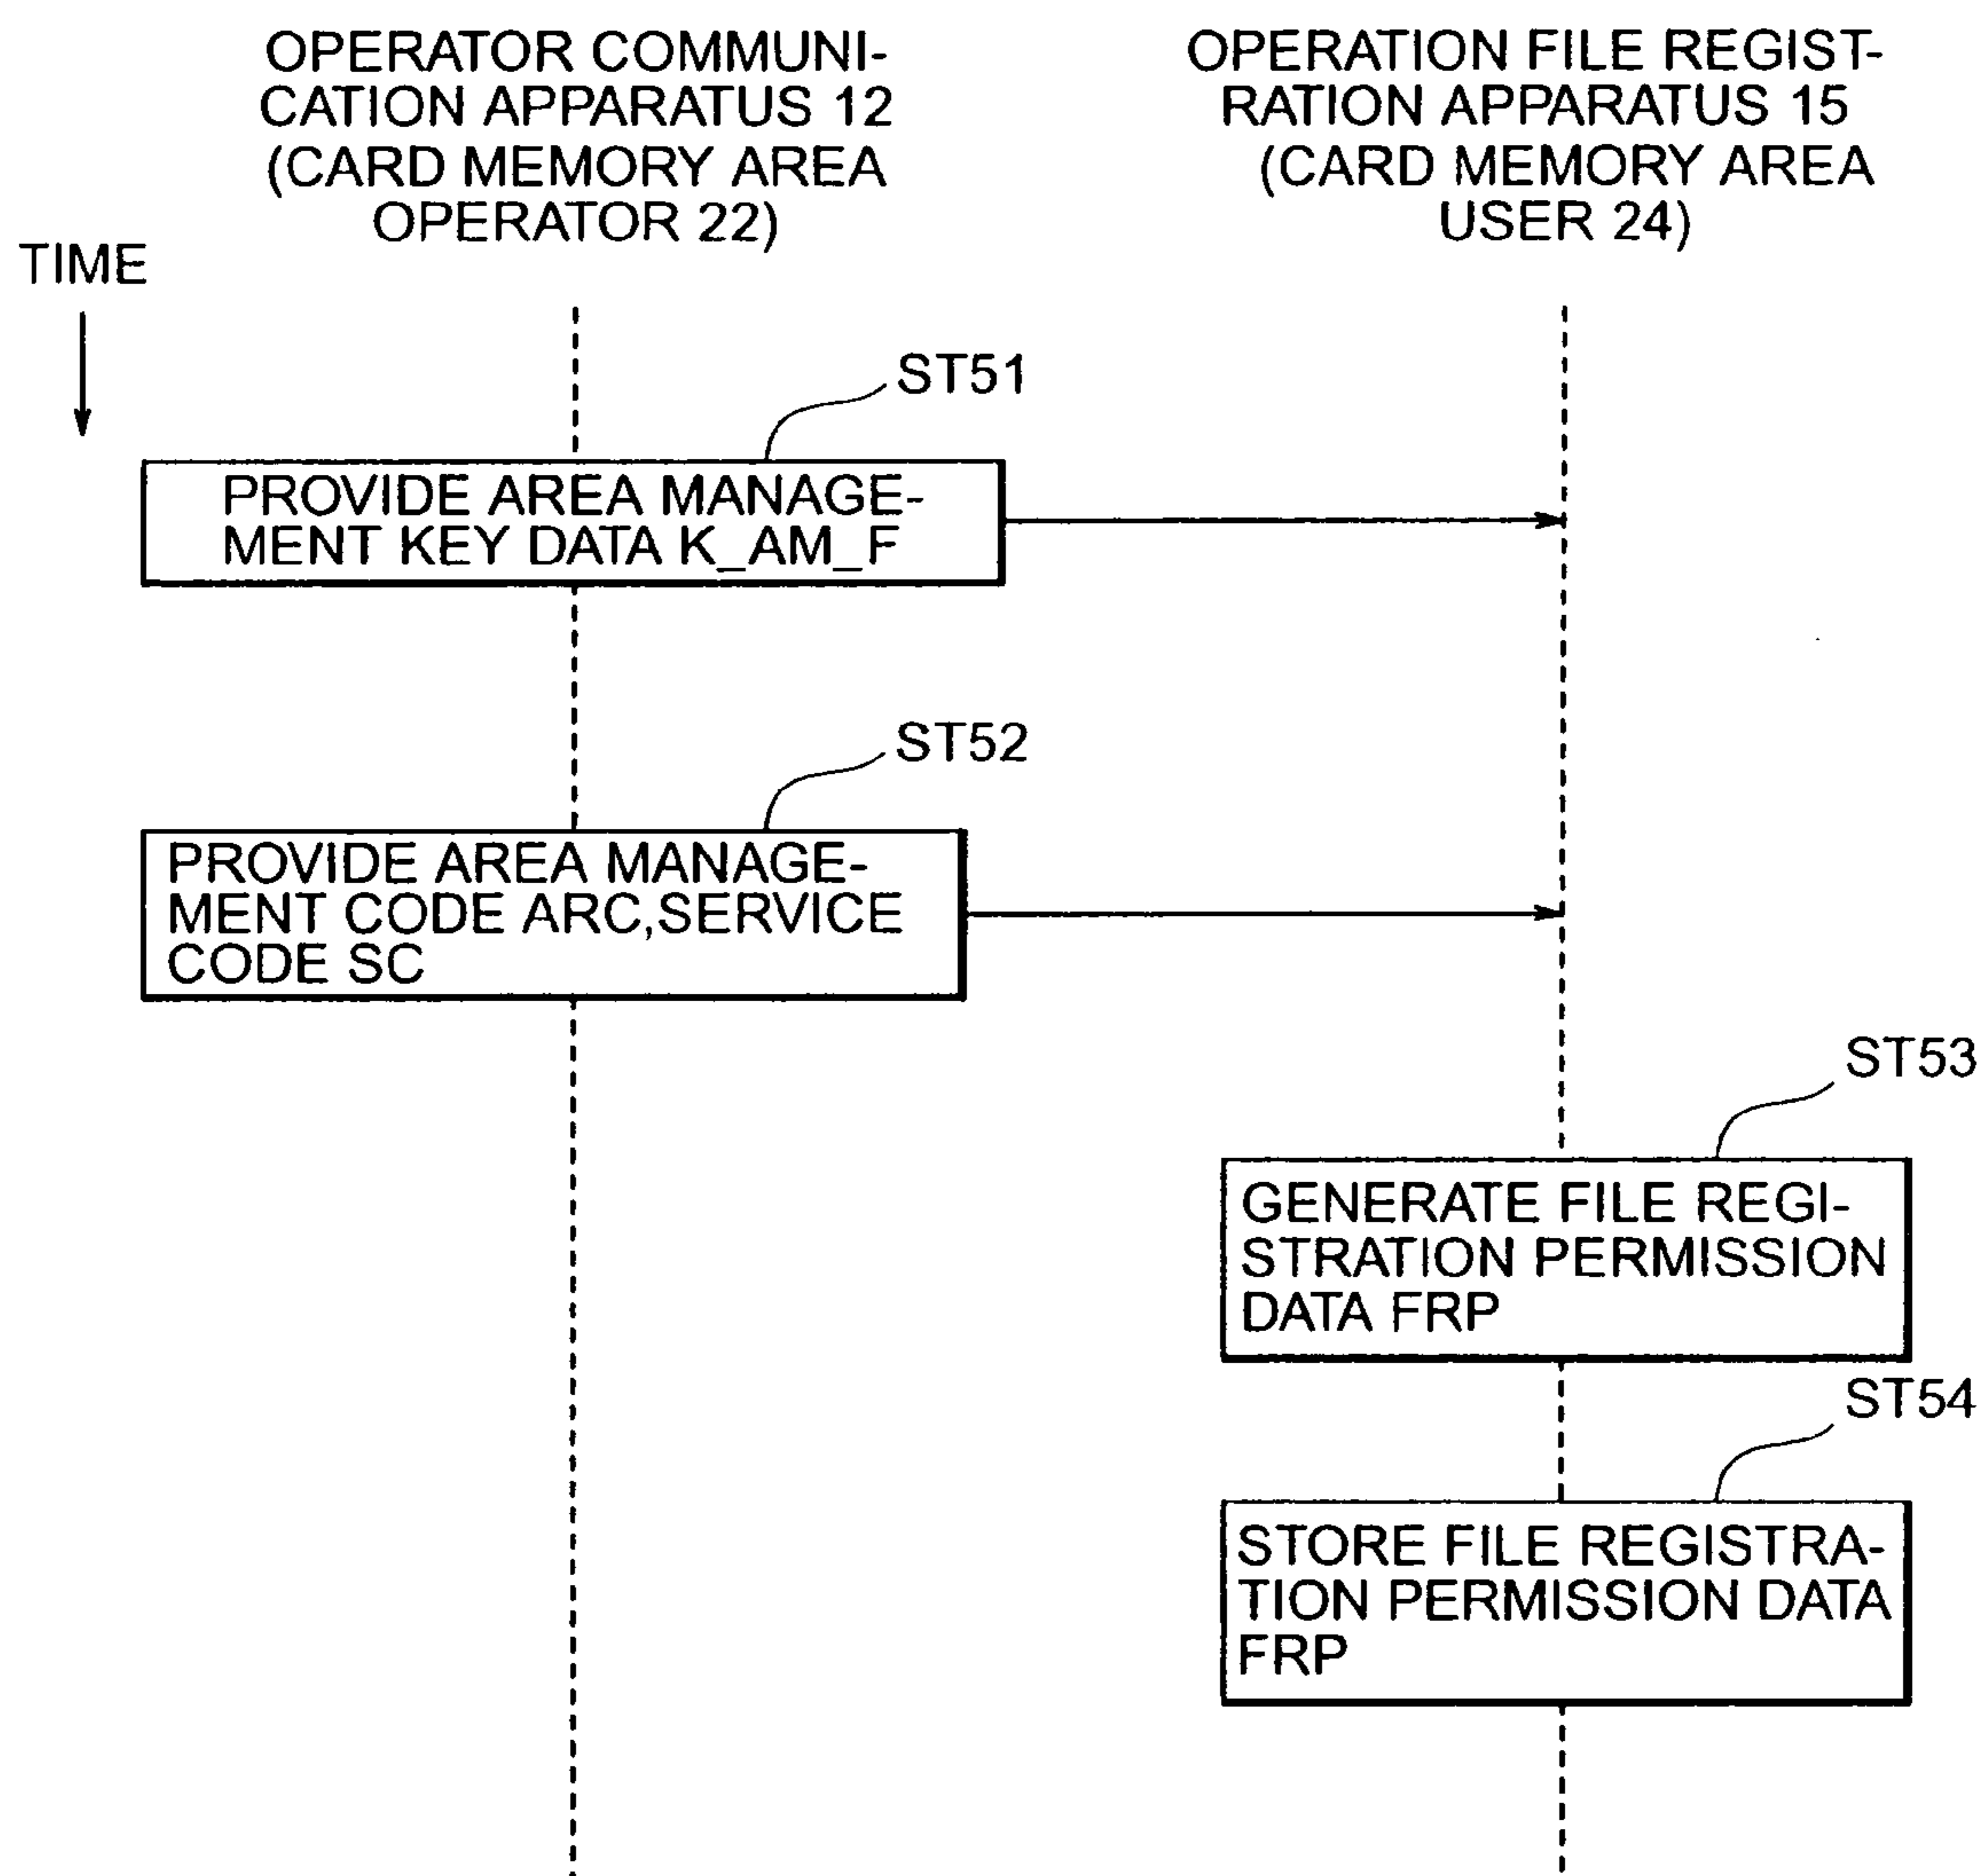 OPERATOR COMMUNI-
CATION APPARATUS 12
(CARD MEMORY AREA
OPERATOR 22)
OPERATION FILE REGIST-
RATION APPARATUS 15
(CARD MEMORY AREA
USER 24)
TIME
ST51
PROVIDE AREA MANAGE-
MENT KEY DATA K_AM_F
ST52
PROVIDE AREA MANAGE-
MENT CODE ARC,SERVICE
CODE SC
ST53
GENERATE FILE REGI-
STRATION PERMISSION
DATA FRP
ST54
STORE FILE REGISTRA-
TION PERMISSION DATA
FRP